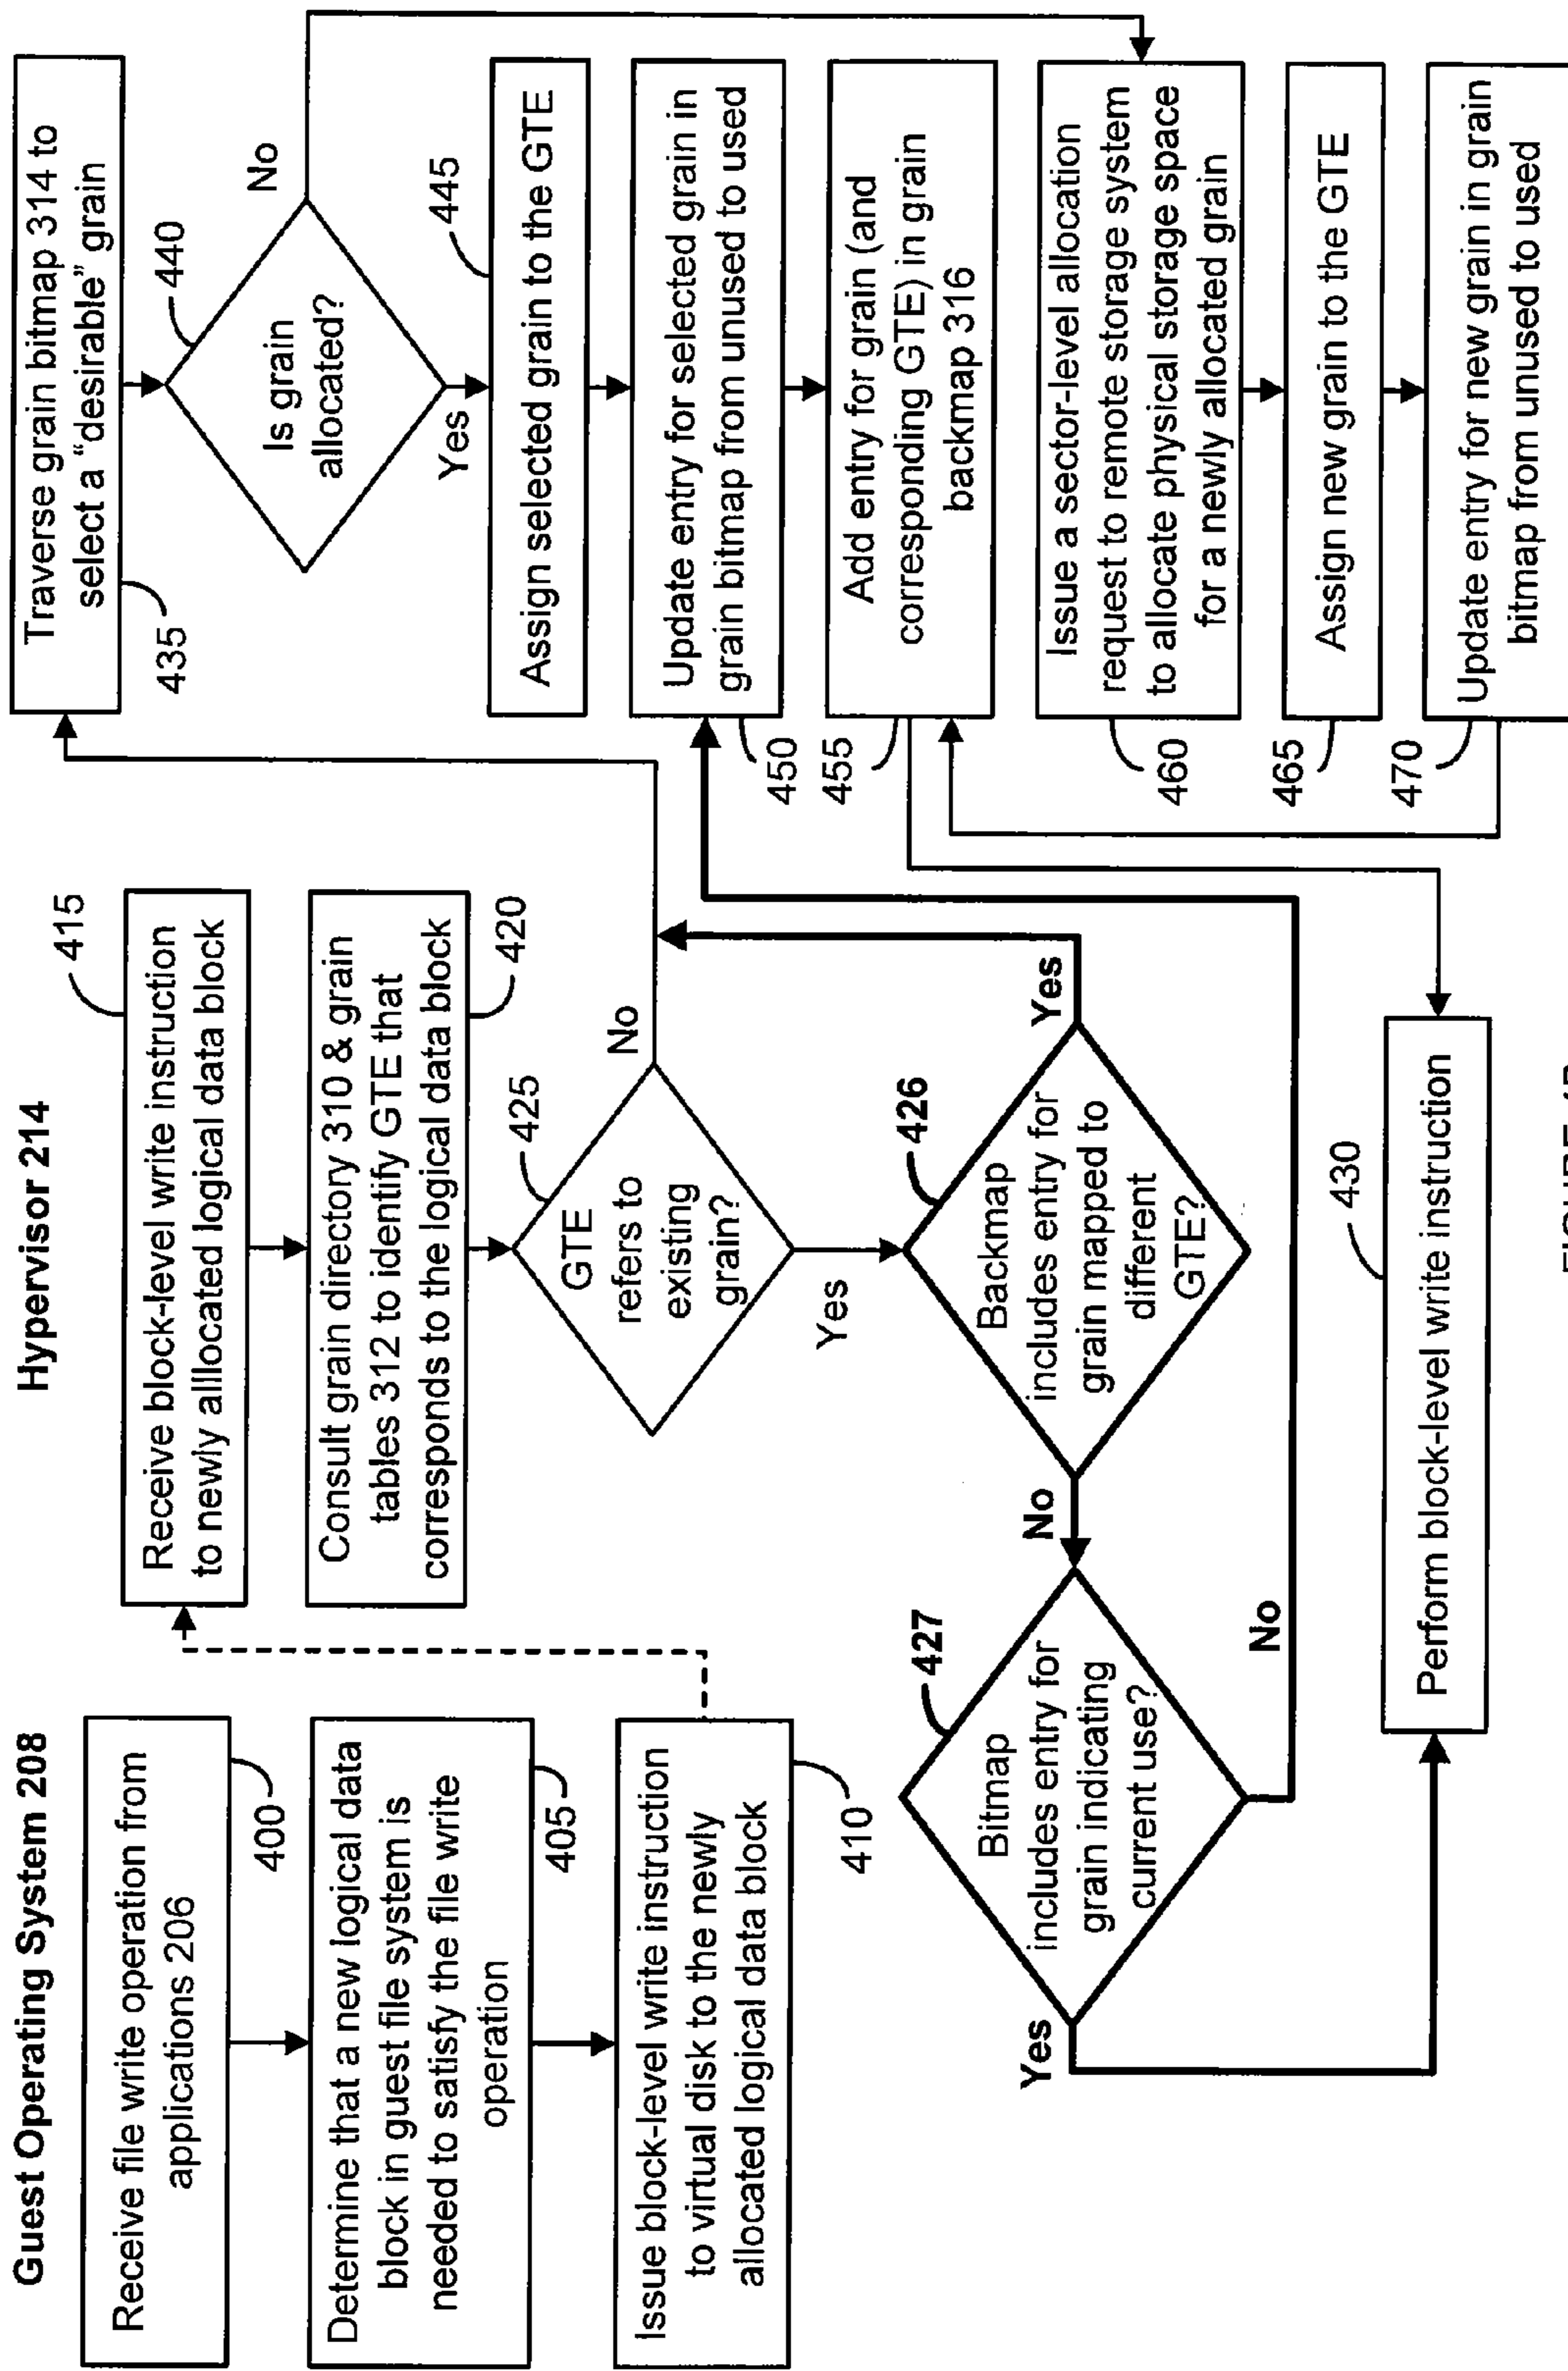 Guest Operating System 208
Receive file write operation from
applications 206
400
Determine that a new logical data
block in guest file system is
needed to satisfy the file write
operation
405
Issue block-level write instruction
to virtual disk to the newly
allocated logical data block
410
Hypervisor 214
415
Receive block-level write instruction
to newly alllocated logical data block
Consult grain directory 310 & grain
tables 312 to identify GTE that
corresponds to the logical data block
420
425
GTE
refers to
existing
grain?
No
Yes
426
Backmap
includes entry for
grain mapped to
different
GTE?
Yes
No
427
Bitmap
includes entry for
grain indicating
current use?
Yes
No
430
Perform block-level write instruction
Traverse grain bitmap 314 to
select a "desirable" grain
435
440
Is grain
allocated?
No
Yes
445
Assign selected grain to the GTE
Update entry for selected grain in
grain bitmap from unused to used
450
Add entry for grain (and
corresponding GTE) in grain
backmap 316
455
Issue a sector-level allocation
request to remote storage system
to allocate physical storage space
for a newly allocated grain
460
Assign new grain to the GTE
465
Update entry for new grain in grain
bitmap from unused to used
470